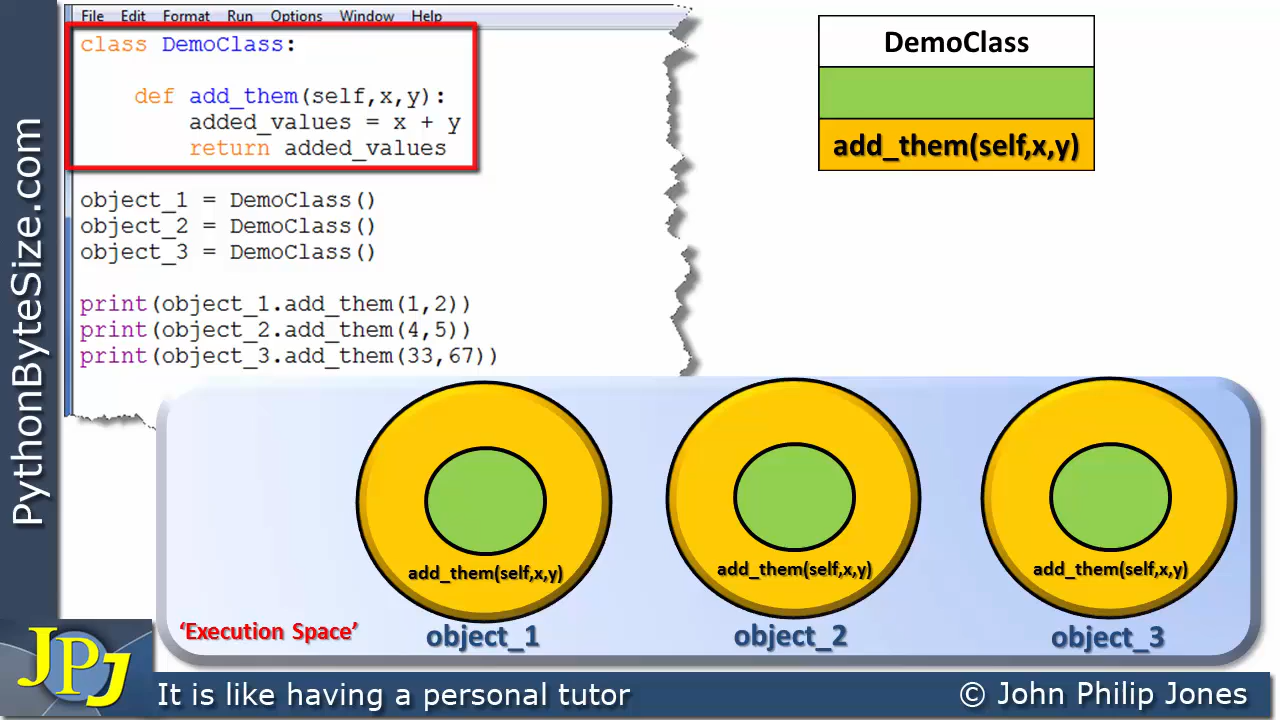 File Edit Format Run Options Window Help
class DemoClass:
def add_them(self,x,y):
added_values = x + y
return added_values
object_1 = DemoClass()
object_2 = DemoClass()
object_3 = DemoClass()
print(object_1.add_them(1,2))
print(object_2.add_them(4,5))
print(object_3.add_them(33,67))
DemoClass
add_them(self,x,y)
PythonByteSize.com
add_them(self,x,y)
add_them(self,x,y)
add_them(self,x,y)
‘Execution Space’
object_1
object_2
object_3
JPJ
It is like having a personal tutor
© John Philip Jones